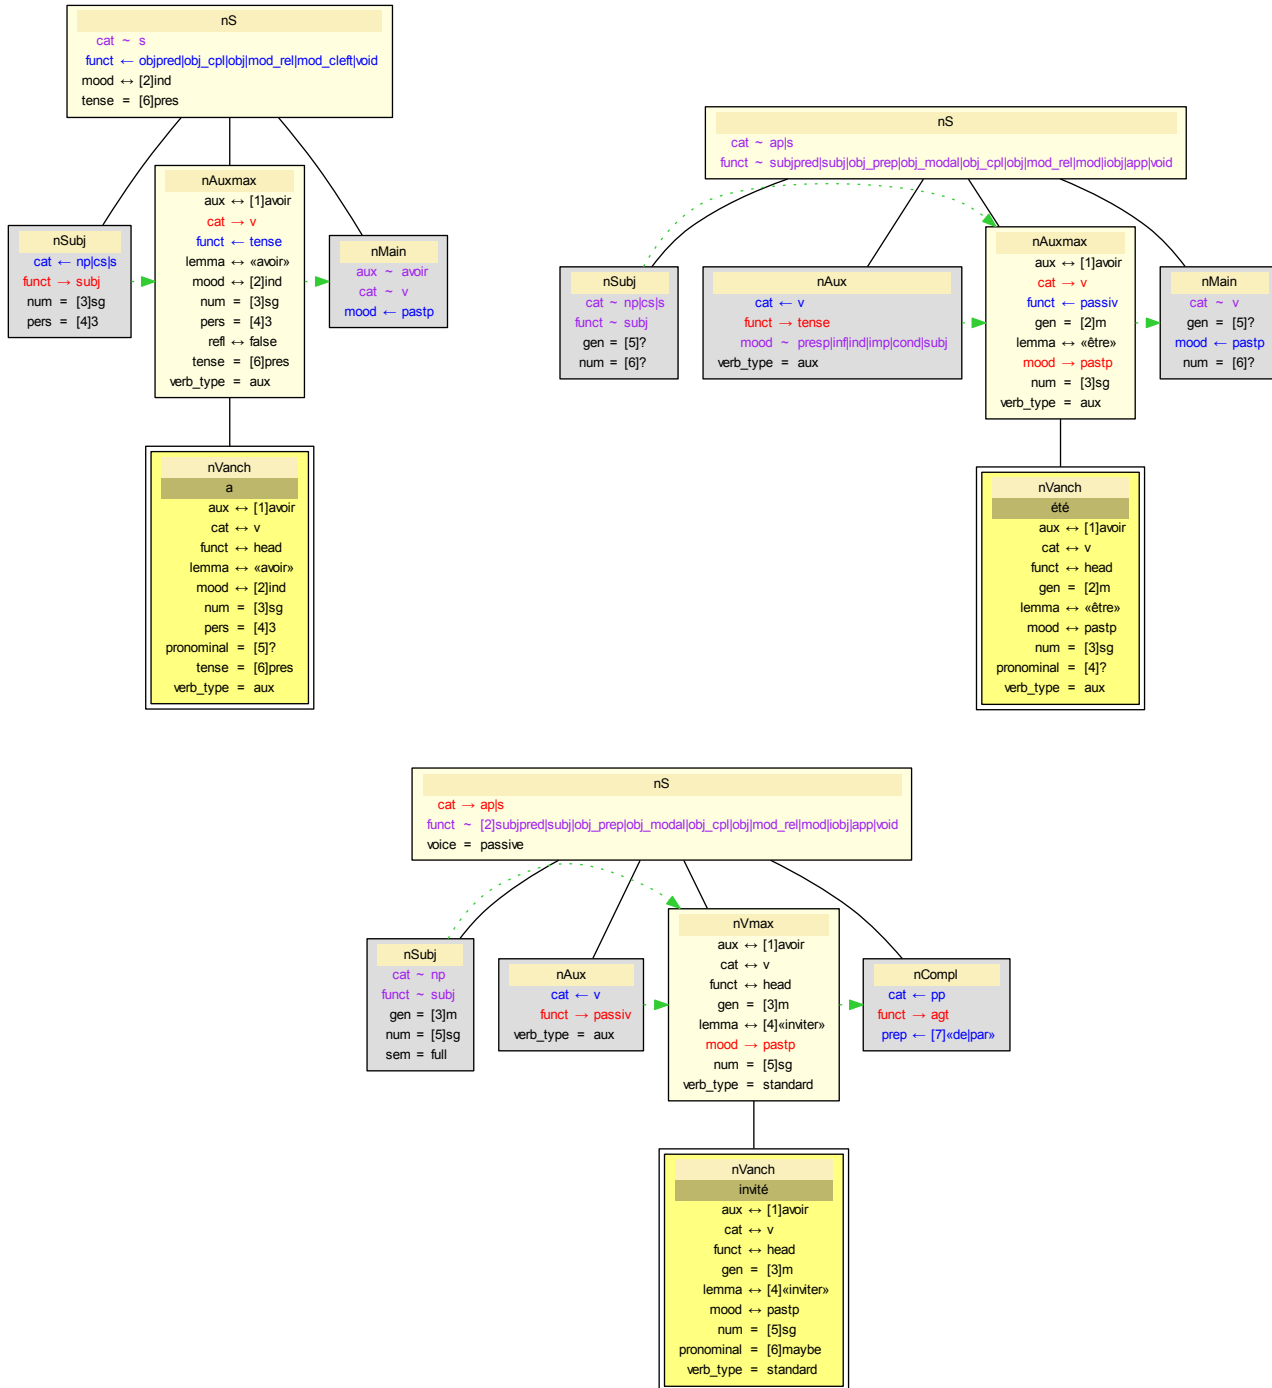 nS
cat ~ s
funct ← objpred|obj_cpl|obj|mod_rel|mod_cleft|void
mood ↔ [2]ind
tense = [6]pres
nSubj
cat ← np|cs|s
funct → subj
num = [3]sg
pers = [4]3
nAuxmax
aux ↔ [1]avoir
cat → v
funct ← tense
lemma ↔ «avoir»
mood ↔ [2]ind
num = [3]sg
pers = [4]3
refl ↔ false
tense = [6]pres
verb_type = aux
nMain
aux ~ avoir
cat ~ v
mood ← pastp
nVanch
a
aux ↔ [1]avoir
cat ↔ v
funct ↔ head
lemma ↔ «avoir»
mood ↔ [2]ind
num = [3]sg
pers = [4]3
pronominal = [5]?
tense = [6]pres
verb_type = aux
nS
cat ~ ap|s
funct ~ subjpred|subj|obj_prep|obj_modal|obj_cpl|obj|mod_rel|mod|iobj|app|void
nSubj
cat ~ np|cs|s
funct ~ subj
gen = [5]?
num = [6]?
nAux
cat ← v
funct → tense
mood ~ presp|inf|ind|imp|cond|subj
verb_type = aux
nAuxmax
aux ↔ [1]avoir
cat → v
funct ← passiv
gen = [2]m
lemma ↔ «être»
mood → pastp
num = [3]sg
verb_type = aux
nMain
cat ~ v
gen = [5]?
mood ← pastp
num = [6]?
nVanch
été
aux ↔ [1]avoir
cat ↔ v
funct ↔ head
gen = [2]m
lemma ↔ «être»
mood ↔ pastp
num = [3]sg
pronominal = [4]?
verb_type = aux
nS
cat → ap|s
funct ~ [2]subjpred|subj|obj_prep|obj_modal|obj_cpl|obj|mod_rel|mod|iobj|app|void
voice = passive
nSubj
cat ~ np
funct ~ subj
gen = [3]m
num = [5]sg
sem = full
nAux
cat ← v
funct → passiv
verb_type = aux
nVmax
aux ↔ [1]avoir
cat ↔ v
funct ↔ head
gen = [3]m
lemma ↔ [4]«inviter»
mood → pastp
num = [5]sg
verb_type = standard
nCompl
cat ← pp
funct → agt
prep ← [7]«de|par»
nVanch
invité
aux ↔ [1]avoir
cat ↔ v
funct ↔ head
gen = [3]m
lemma ↔ [4]«inviter»
mood ↔ pastp
num = [5]sg
pronominal = [6]maybe
verb_type = standard